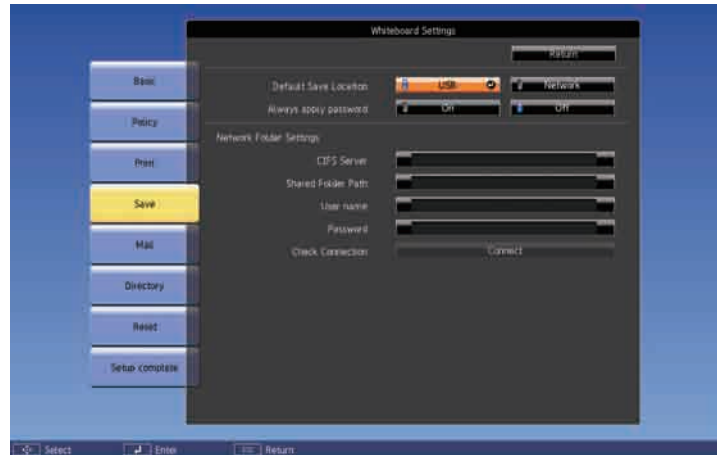 Whiteboard Settings
Return
Basic
Policy
Print
Save
Mail
Directory
Reset
Setup complete
Default Save Location USB Network
Always apply password On Off
Network Folder Settings
CIFS Server
Shared Folder Path
User name
Password
Check Connection Connect
Select Enter Return